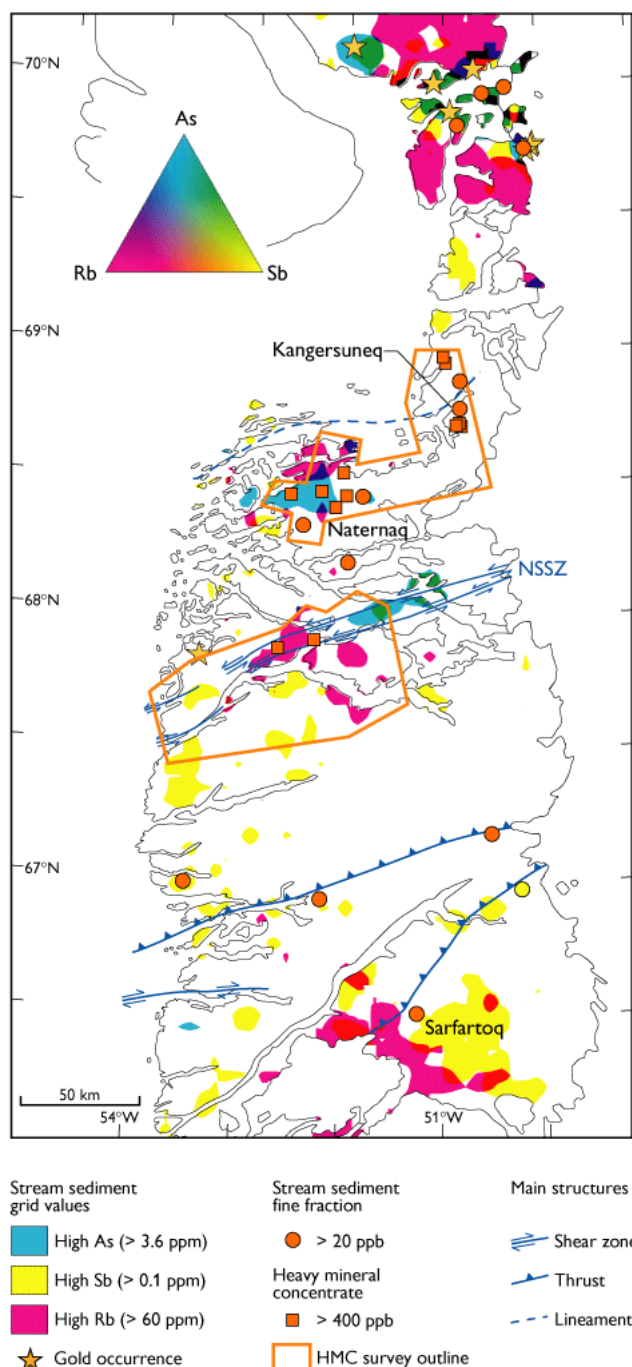 70°N
As
Rb
Sb
69°N
Kangersuneq
Naternaq
NSSZ
68°N
67°N
Sarfartoq
50 km
54°W
51°W
Stream sediment
grid values
High As (> 3.6 ppm)
High Sb (> 0.1 ppm)
High Rb (> 60 ppm)
Gold occurrence
Stream sediment
fine fraction
> 20 ppb
Heavy mineral
concentrate
> 400 ppb
HMC survey outline
Main structures
Shear zone
Thrust
Lineament